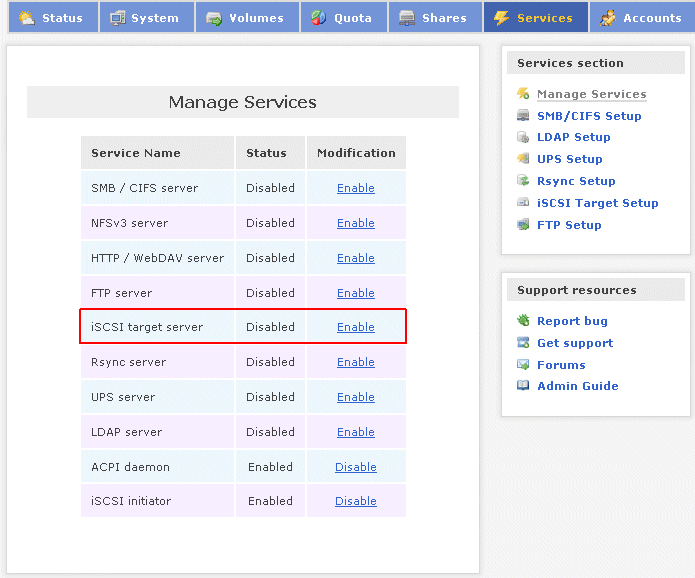 Status System Volumes Quota Shares Services Accounts
Manage Services
Service Name Status Modification
SMB / CIFS server Disabled Enable
NFSv3 server Disabled Enable
HTTP / WebDAV server Disabled Enable
FTP server Disabled Enable
iSCSI target server Disabled Enable
Rsync server Disabled Enable
UPS server Disabled Enable
LDAP server Disabled Enable
ACPI daemon Enabled Disable
iSCSI initiator Enabled Disable
Services section
Manage Services
SMB/CIFS Setup
LDAP Setup
UPS Setup
Rsync Setup
iSCSI Target Setup
FTP Setup
Support resources
Report bug
Get support
Forums
Admin Guide